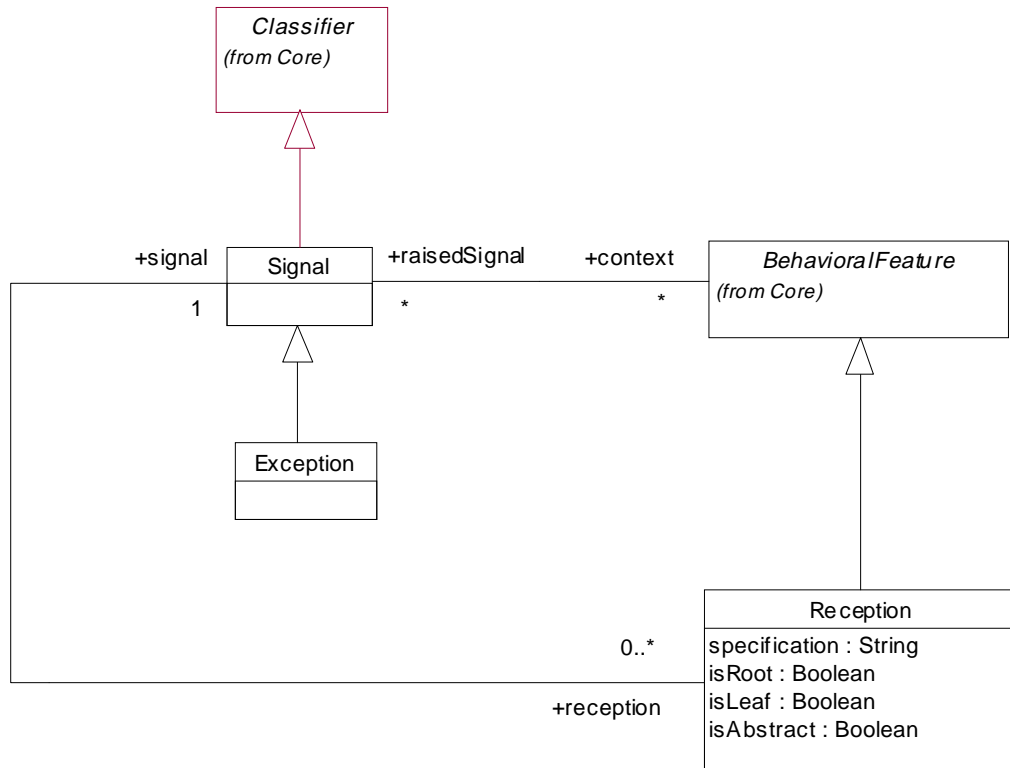 Classifier
(from Core)
+signal
Signal
+raisedSignal
+context
BehavioralFeature
(from Core)
1
*
*
Exception
Reception
specification : String
isRoot : Boolean
isLeaf : Boolean
isAbstract : Boolean
0..*
+reception